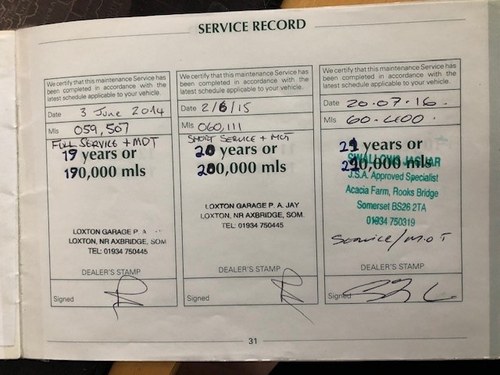 SERVICE RECORD
We certify that this maintenance Service has
been completed in accordance with the
latest schedule applicable to your vehicle.
Date 3 June 2014
Mls 059,507
FULL SERVICE + MOT
19 years or
190,000 mls
LOXTON GARAGE P
LOXTON, NR AXBRIDGE, SOM
TEL: 01934 750445
DEALER'S STAMP
Signed
We certify that this maintenance Service has
been completed in accordance with the
latest schedule applicable to your vehicle.
Date 2/6/15
Mls 060,111
SHORT SERVICE + MOT
20 years or
200,000 mls
LOXTON GARAGE P. A. JAY
LOXTON, NR AXBRIDGE, SOM.
TEL: 01934 750445
DEALER'S STAMP
Signed
We certify that this maintenance Service has
been completed in accordance with the
latest schedule applicable to your vehicle.
Date 20.07.16.
Mls 60.400.
21 years or
210,000 mls
SWALLOWS JAGUAR
J.S.A. Approved Specialist
Acacia Farm, Rooks Bridge
Somerset BS26 2TA
01934 750319
Service/M.O.T
DEALER'S STAMP
Signed
31